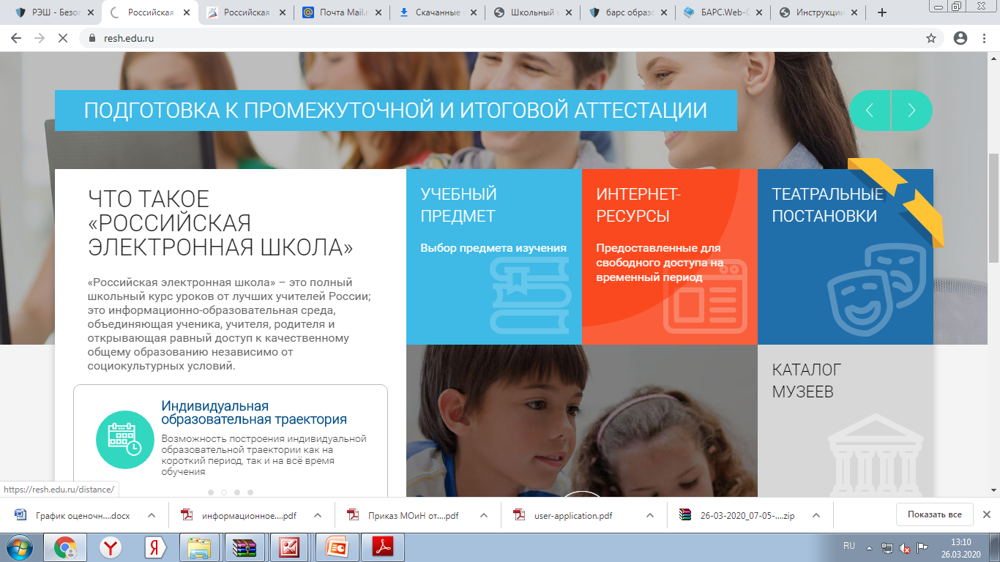 РЭШ - Безоп
Российская
Российская
Почта Mail.r
Скачанные
Школьный с
барс образо
БАРС.Web-О
Инструкции
resh.edu.ru
ПОДГОТОВКА К ПРОМЕЖУТОЧНОЙ И ИТОГОВОЙ АТТЕСТАЦИИ
ЧТО ТАКОЕ
«РОССИЙСКАЯ
ЭЛЕКТРОННАЯ ШКОЛА»
«Российская электронная школа» – это полный
школьный курс уроков от лучших учителей России;
это информационно-образовательная среда,
объединяющая ученика, учителя, родителя и
открывающая равный доступ к качественному
общему образованию независимо от
социокультурных условий.
Индивидуальная
образовательная траектория
Возможность построения индивидуальной
образовательной траектории как на
короткий период, так и на всё время
обучения
УЧЕБНЫЙ
ПРЕДМЕТ
Выбор предмета изучения
ИНТЕРНЕТ-
РЕСУРСЫ
Предоставленные для
свободного доступа на
временный период
ТЕАТРАЛЬНЫЕ
ПОСТАНОВКИ
КАТАЛОГ
МУЗЕЕВ
https://resh.edu.ru/distance/
График оценочн....docx
информационное....pdf
Приказ МОиН от....pdf
user-application.pdf
26-03-2020_07-05-....zip
Показать все
RU
13:10
26.03.2020